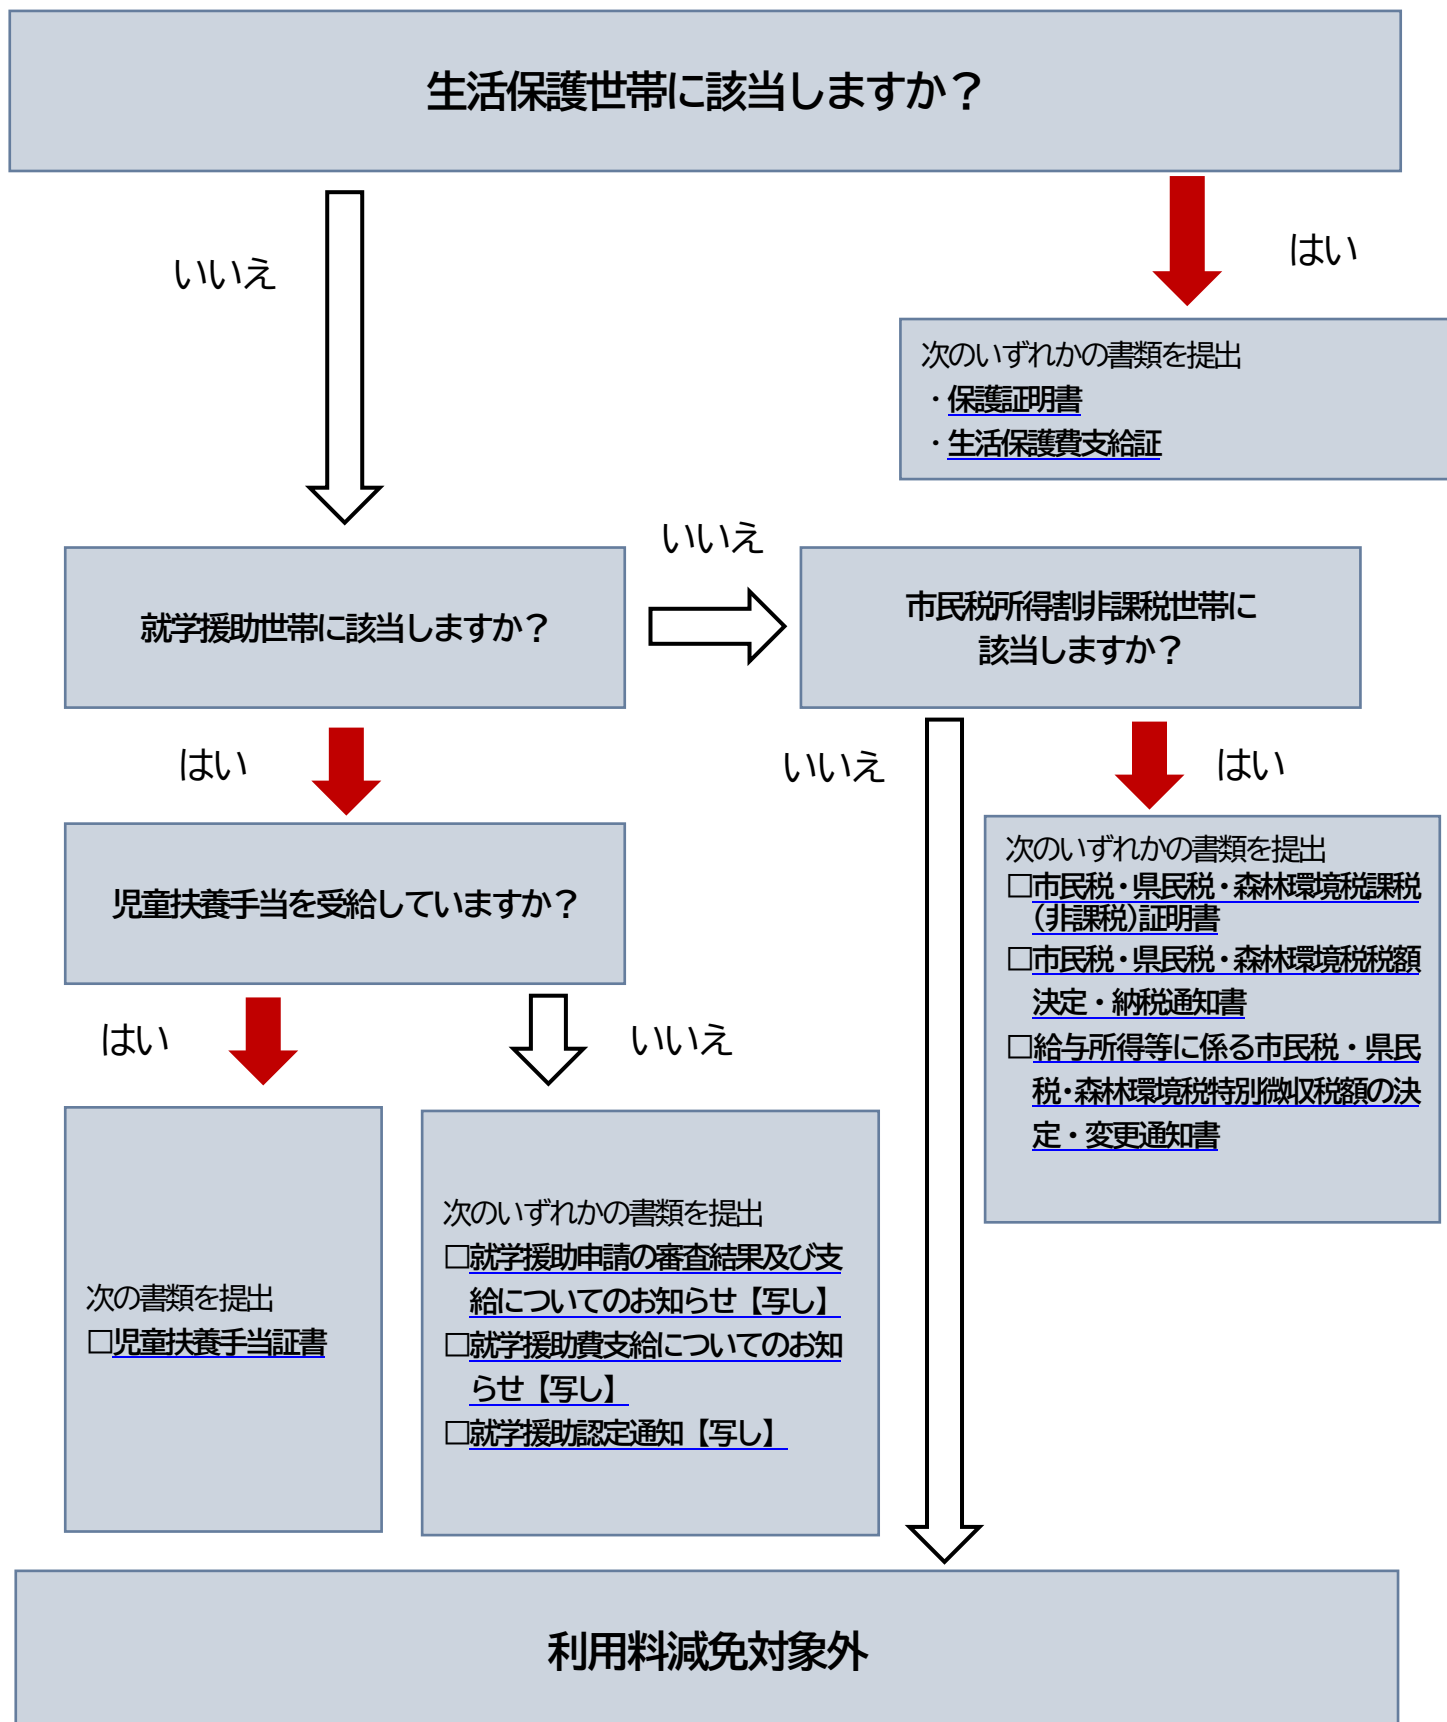 生活保護世帯に該当しますか？
いいえ
はい
次のいずれかの書類を提出
・保護証明書
・生活保護費支給証
いいえ
就学援助世帯に該当しますか？
市民税所得割非課税世帯に
該当しますか？
はい
いいえ
はい
児童扶養手当を受給していますか？
次のいずれかの書類を提出
□市民税・県民税・森林環境税課税
（非課税）証明書
□市民税・県民税・森林環境税税額
決定・納税通知書
□給与所得等に係る市民税・県民
税・森林環境税特別徴収税額の決
定・変更通知書
はい
いいえ
次の書類を提出
□児童扶養手当証書
次のいずれかの書類を提出
□就学援助申請の審査結果及び支
給についてのお知らせ【写し】
□就学援助費支給についてのお知
らせ【写し】
□就学援助認定通知【写し】
利用料減免対象外